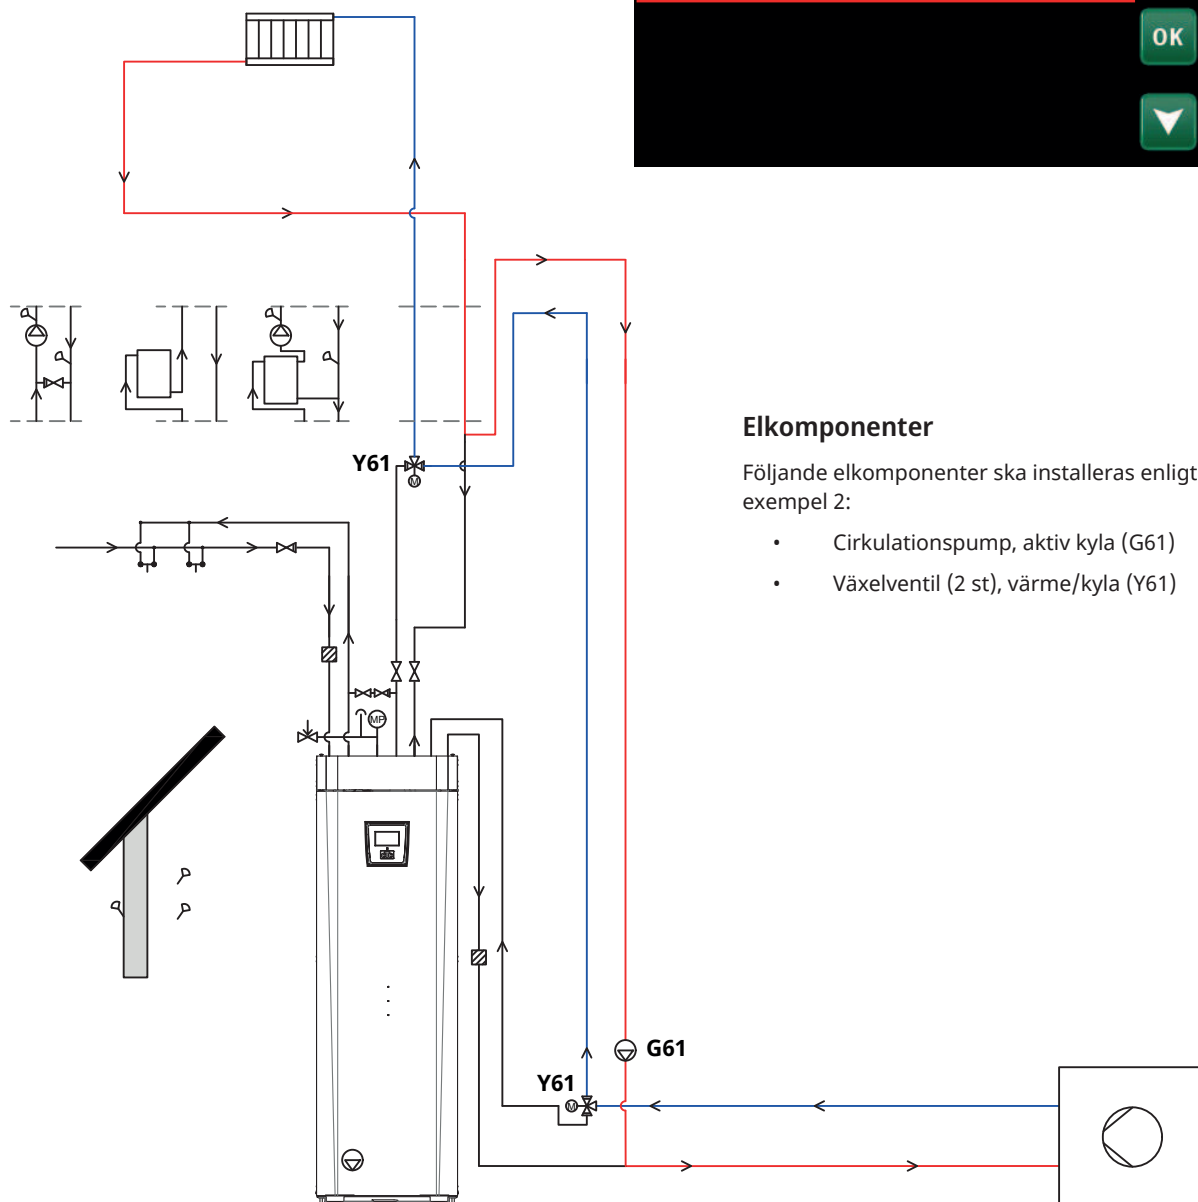 OK
Y61
Elkomponenter
Följande elkomponenter ska installeras enligt
exempel 2:
• Cirkulationspump, aktiv kyla (G61)
• Växelventil (2 st), värme/kyla (Y61)
M
MP
G61
Y61
M